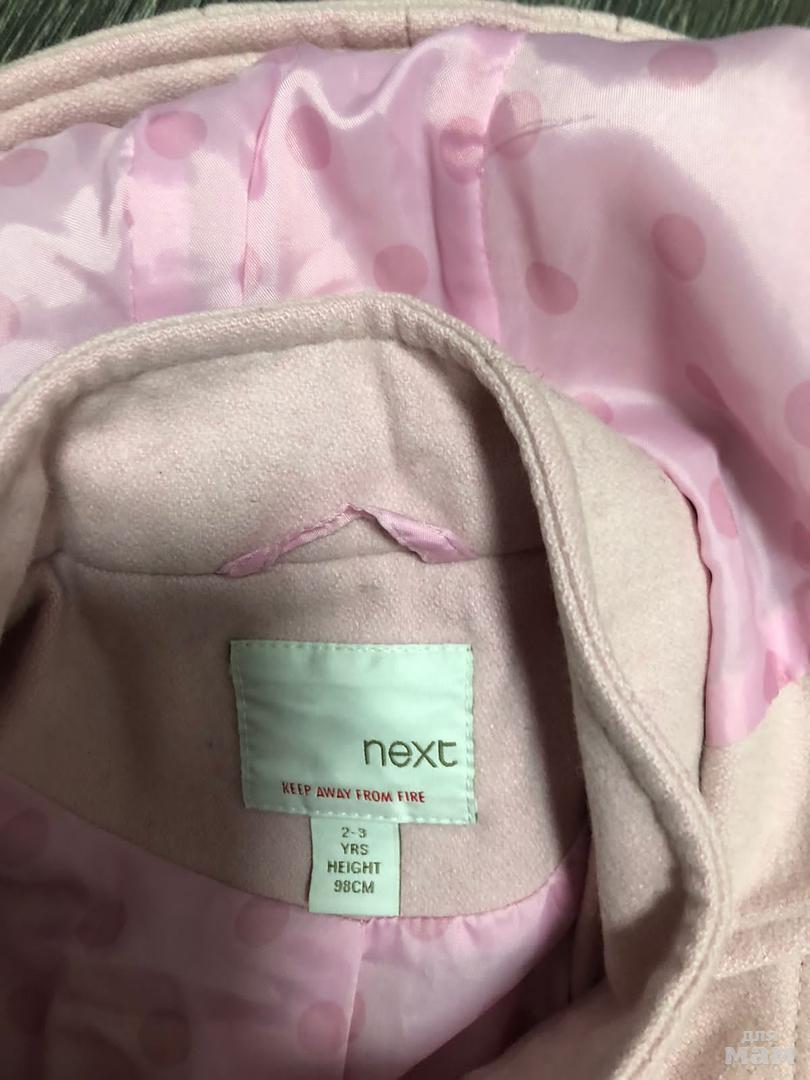 next
KEEP AWAY FROM FIRE
2-3
YRS
HEIGHT
98CM
для
мам